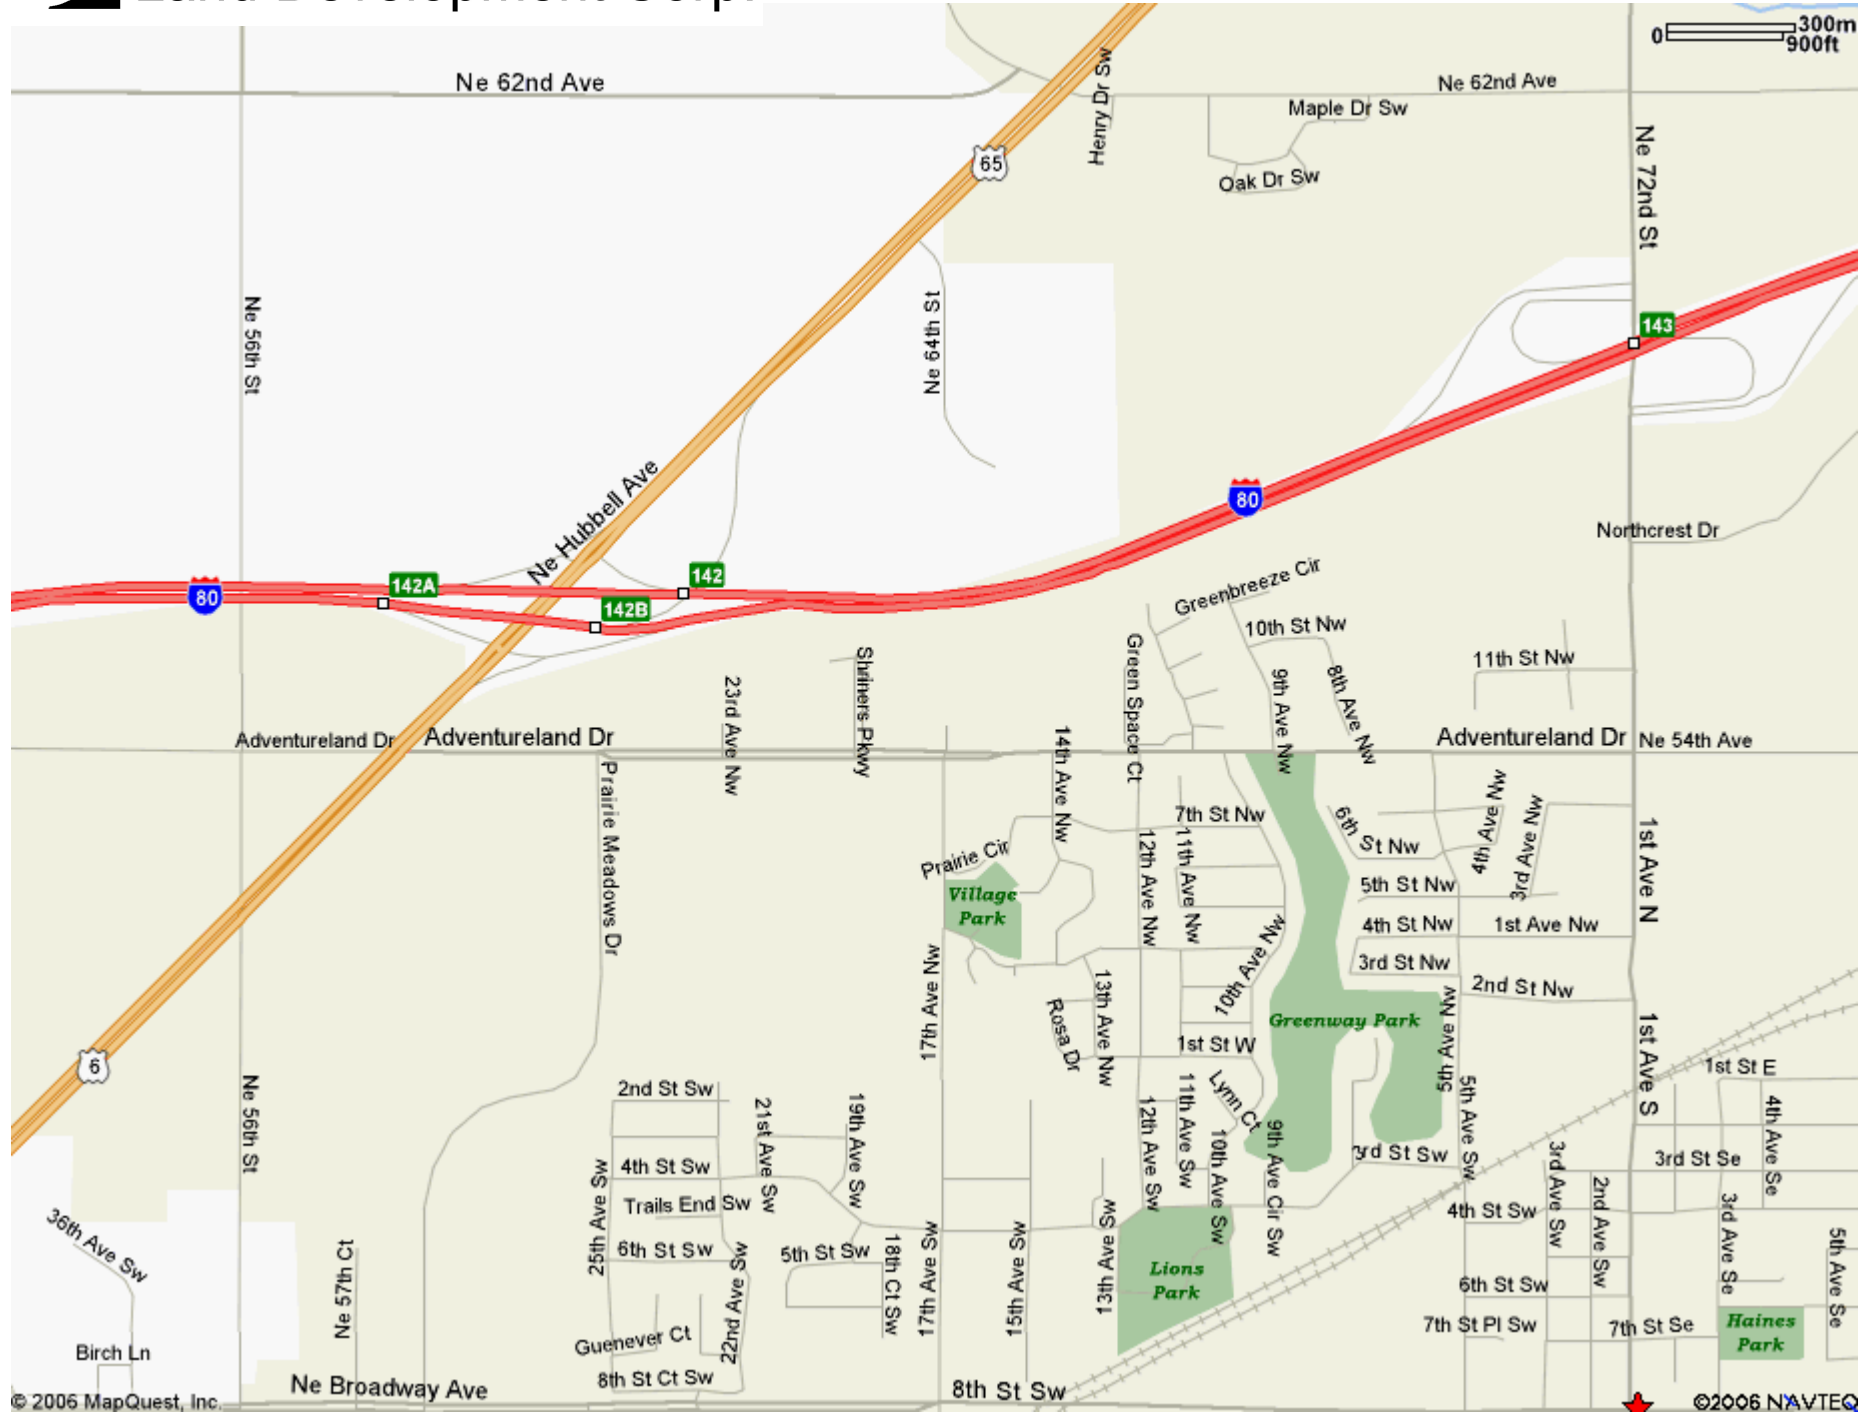 Land Development Corp.
0 300m
900ft
Ne 62nd Ave
Henry Dr Sw
Ne 62nd Ave
Maple Dr Sw
Oak Dr Sw
65
Ne 72nd St
Ne 56th St
Ne 64th St
143
Ne Hubbell Ave
80
Northcrest Dr
80
142A
142
142B
Greenbreeze Cir
10th St Nw
11th St Nw
Green Space Ct
9th Ave Nw
8th Ave Nw
Shriners Pkwy
23rd Ave Nw
Adventureland Dr
Adventureland Dr
Adventureland Dr
Ne 54th Ave
14th Ave Nw
Prairie Meadows Dr
7th St Nw
6th St Nw
4th Ave Nw
3rd Ave Nw
1st Ave N
Prairie Cir
12th Ave Nw
11th Ave Nw
Village
Park
5th St Nw
4th St Nw
1st Ave Nw
3rd St Nw
2nd St Nw
10th Ave Nw
17th Ave Nw
13th Ave Nw
Rosa Dr
Greenway Park
5th Ave Nw
1st St W
1st Ave S
6
1st St E
Ne 56th St
2nd St Sw
21st Ave Sw
19th Ave Sw
12th Ave Sw
11th Ave Sw
Lynn Ct
10th Ave Sw
9th Ave Cir Sw
5th Ave Sw
4th Ave Se
3rd St Sw
3rd St Se
4th St Sw
Trails End Sw
25th Ave Sw
6th St Sw
22nd Ave Sw
5th St Sw
18th Ct Sw
17th Ave Sw
15th Ave Sw
13th Ave Sw
Lions
Park
4th St Sw
3rd Ave Sw
2nd Ave Sw
3rd Ave Se
5th Ave Se
36th Ave Sw
Ne 57th Ct
6th St Sw
7th St Pl Sw
7th St Se
Haines
Park
Guenever Ct
Birch Ln
8th St Ct Sw
Ne Broadway Ave
8th St Sw
© 2006 MapQuest, Inc.
©2006 NAVTEQ